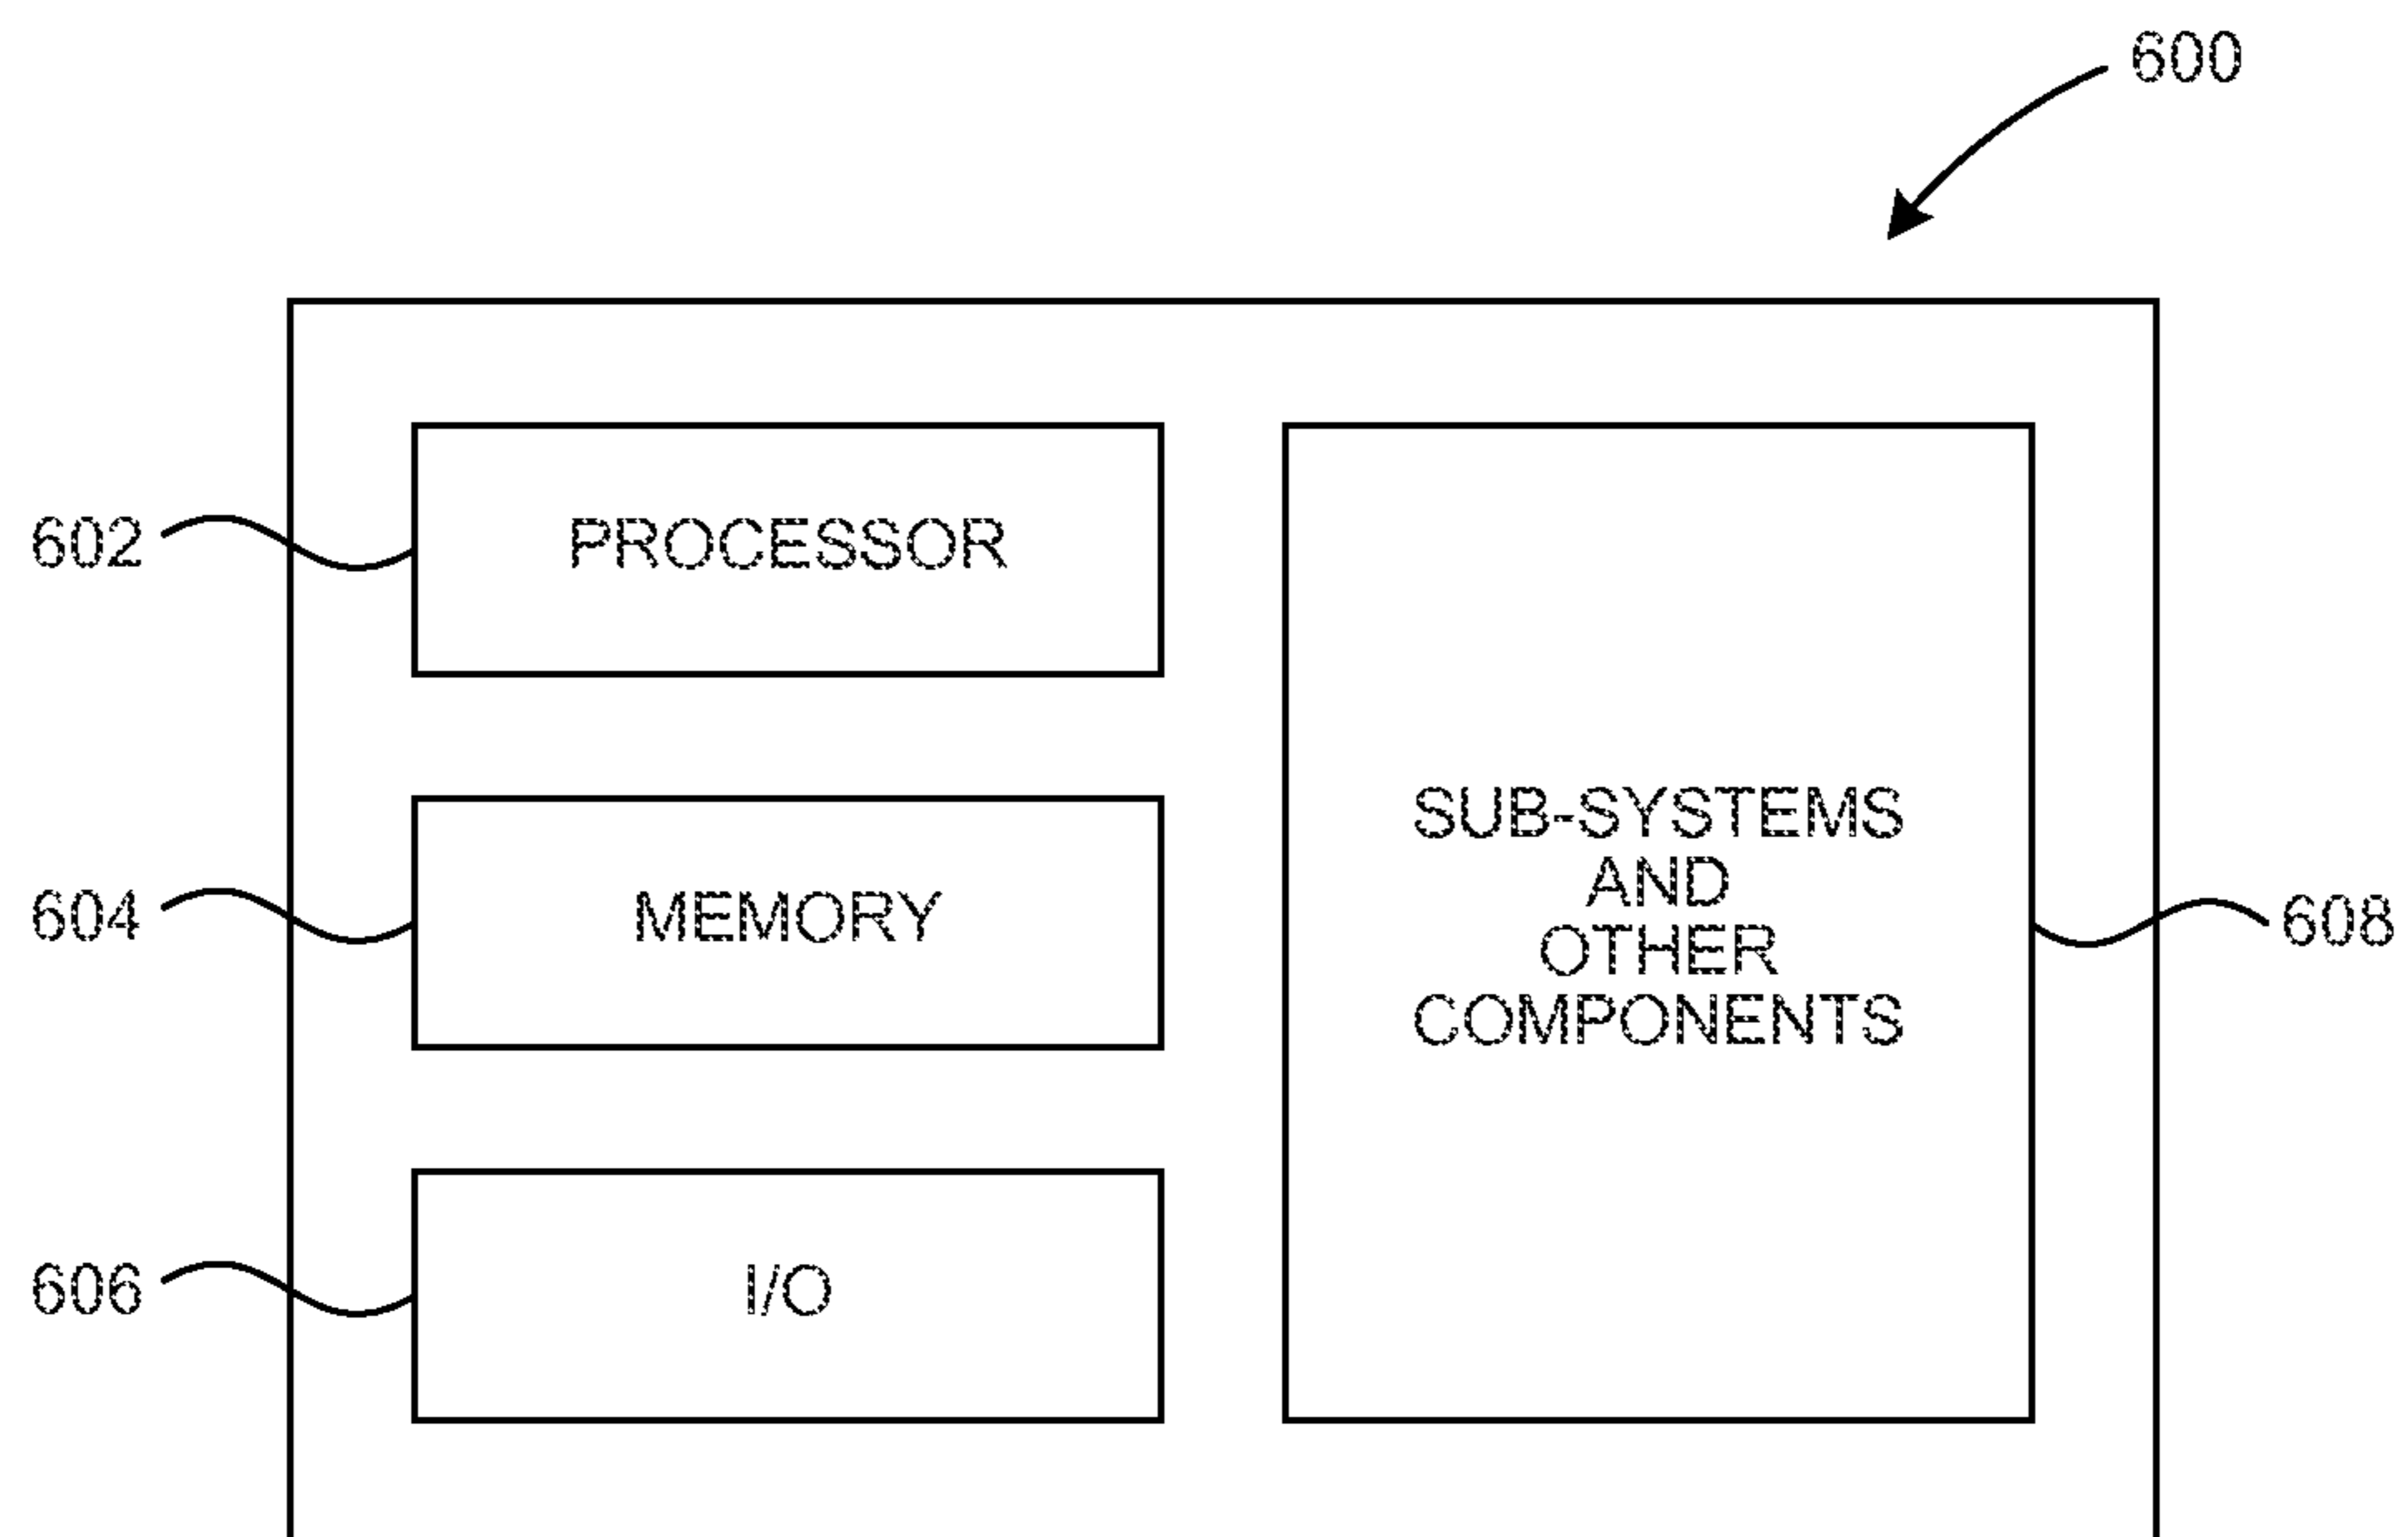 600
602
PROCESSOR
604
MEMORY
606
I/O
SUB-SYSTEMS
AND
OTHER
COMPONENTS
608